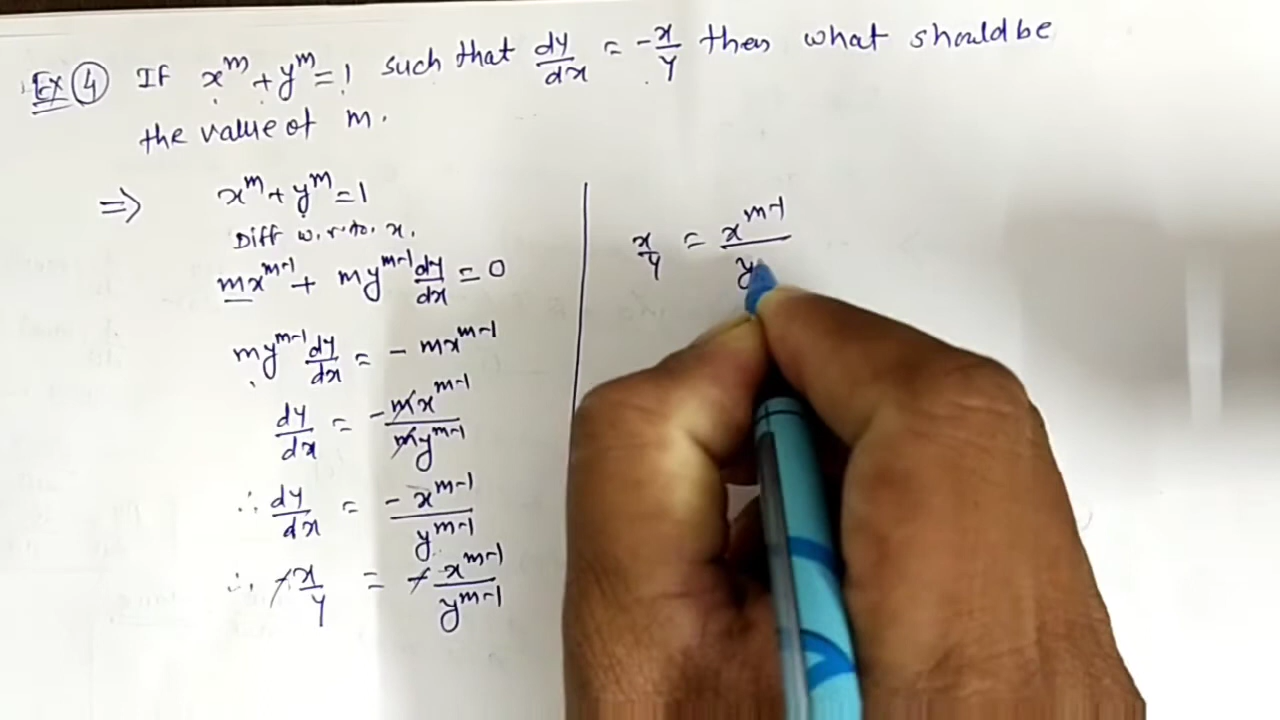 Ex ④ If x^m + y^m = 1 such that dy/dx = -x/y then what should be
the value of m.
⇒ x^m + y^m = 1
Diff w.r.to. x.
mx^(m-1) + my^(m-1) dy/dx = 0
my^(m-1) dy/dx = - mx^(m-1)
dy/dx = -mx^(m-1)/my^(m-1)
∴ dy/dx = -x^(m-1)/y^(m-1)
∴ -x/y = -x^(m-1)/y^(m-1)
x/y = x^(m-1)/y